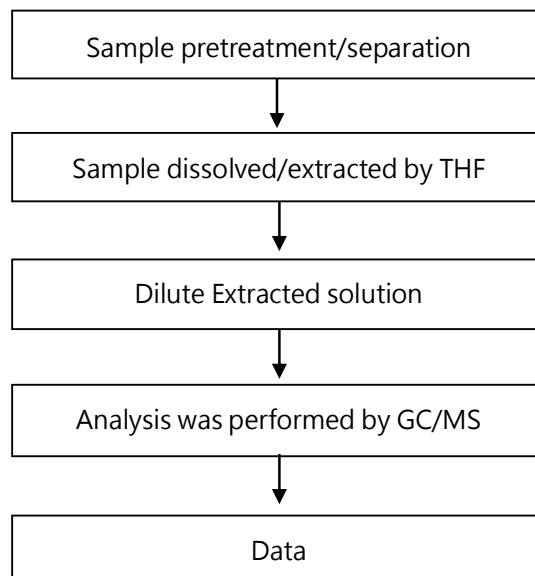 Sample pretreatment/separation
Sample dissolved/extracted by THF
Dilute Extracted solution
Analysis was performed by GC/MS
Data